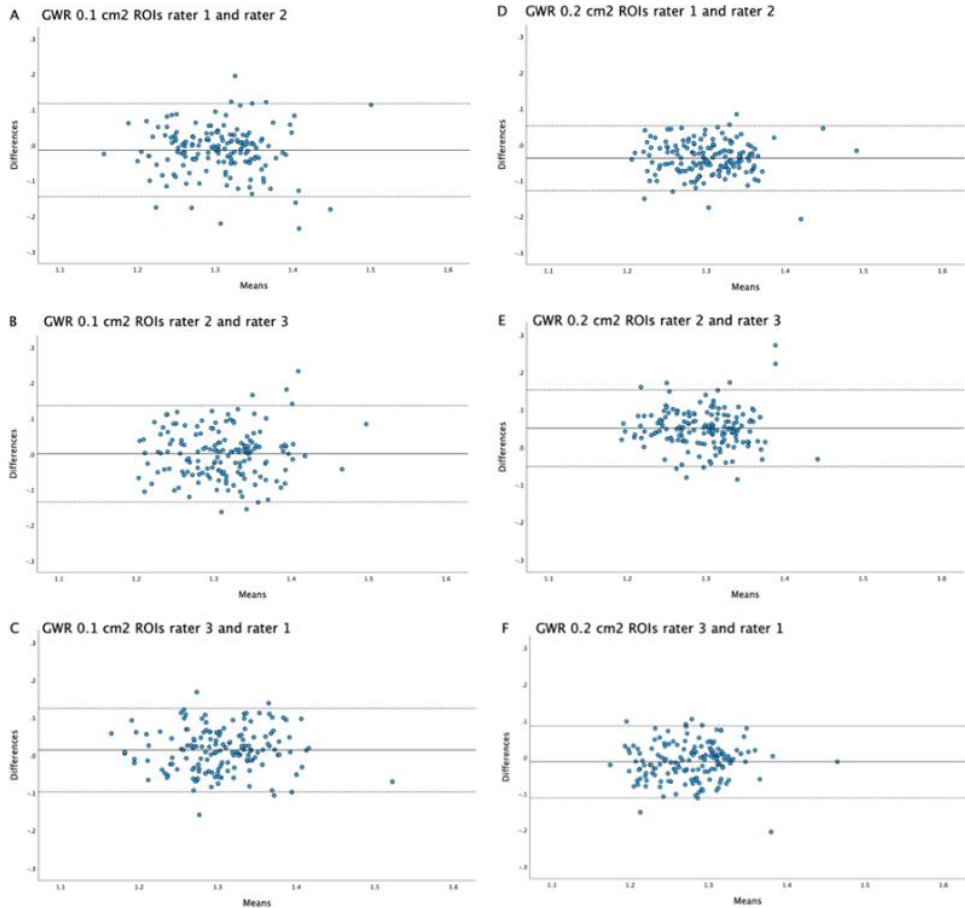 A GWR 0.1 cm2 ROIs rater 1 and rater 2
.3
.2
.1
.0
-.1
-.2
-.3
Differences
1.1 1.2 1.3 1.4 1.5 1.6
Means
D GWR 0.2 cm2 ROIs rater 1 and rater 2
.3
.2
.1
.0
-.1
-.2
-.3
Differences
1.1 1.2 1.3 1.4 1.5 1.6
Means
B GWR 0.1 cm2 ROIs rater 2 and rater 3
.3
.2
.1
.0
-.1
-.2
-.3
Differences
1.1 1.2 1.3 1.4 1.5 1.6
Means
E GWR 0.2 cm2 ROIs rater 2 and rater 3
.3
.2
.1
.0
-.1
-.2
-.3
Differences
1.1 1.2 1.3 1.4 1.5 1.6
Means
C GWR 0.1 cm2 ROIs rater 3 and rater 1
.3
.2
.1
.0
-.1
-.2
-.3
Differences
1.1 1.2 1.3 1.4 1.5 1.6
Means
F GWR 0.2 cm2 ROIs rater 3 and rater 1
.3
.2
.1
.0
-.1
-.2
-.3
Differences
1.1 1.2 1.3 1.4 1.5 1.6
Means